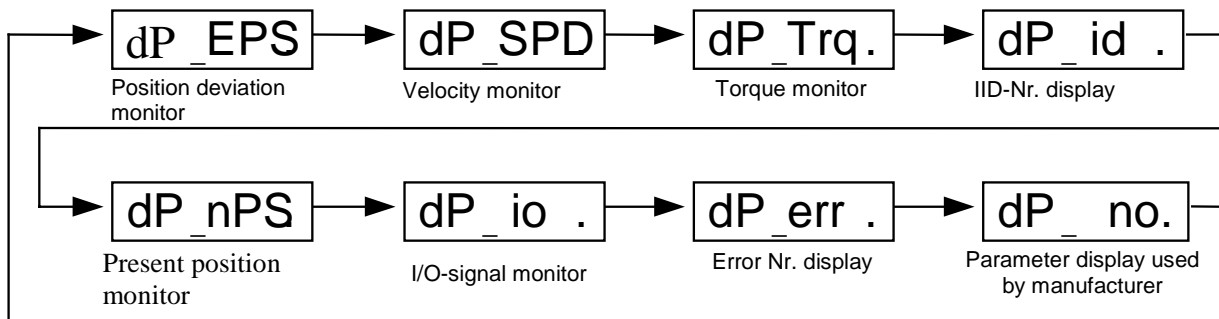 dP _EPS
dP_SPD
dP_Trq.
dP_ id .
Position deviation
monitor
Velocity monitor
Torque monitor
IID-Nr. display
dP_nPS
dP_ io .
dP_err .
dP_ no.
Present position
monitor
I/O-signal monitor
Error Nr. display
Parameter display used
by manufacturer